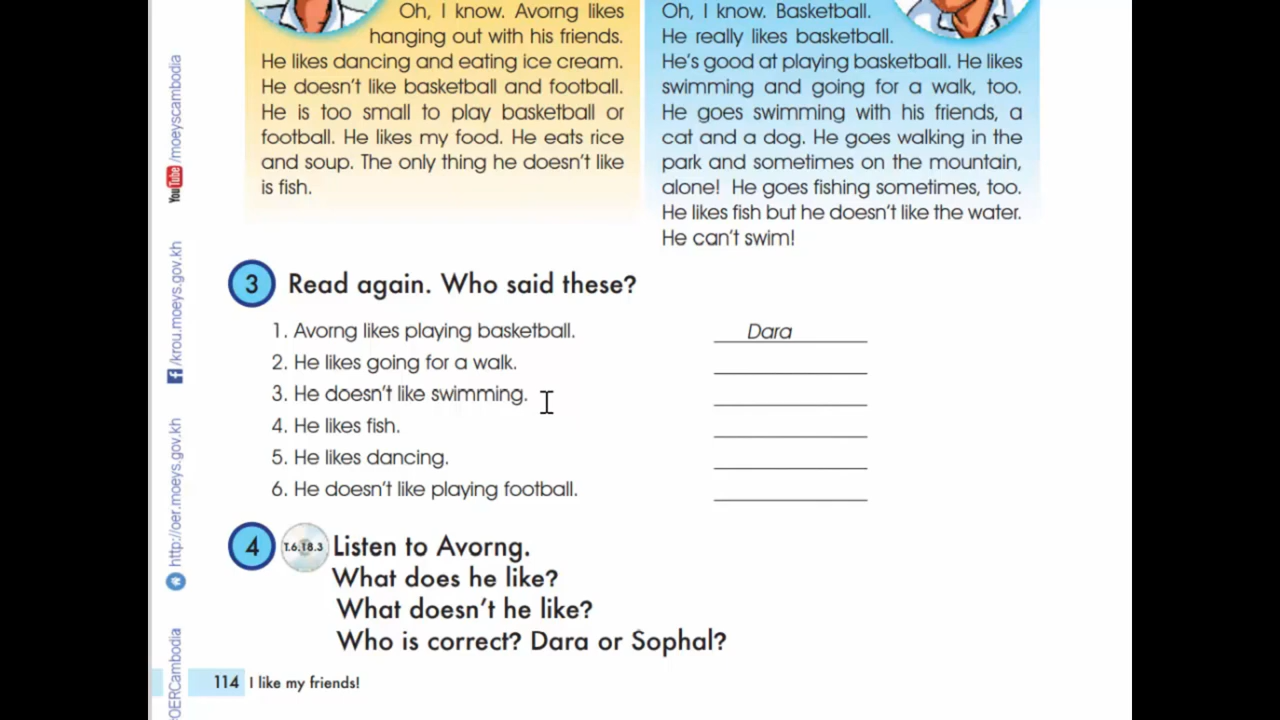 Oh, I know. Avorng likes
hanging out with his friends.
He likes dancing and eating ice cream.
He doesn't like basketball and football.
He is too small to play basketball or
football. He likes my food. He eats rice
and soup. The only thing he doesn't like
is fish.
Oh, I know. Basketball.
He really likes basketball.
He's good at playing basketball. He likes
swimming and going for a walk, too.
He goes swimming with his friends, a
cat and a dog. He goes walking in the
park and sometimes on the mountain,
alone! He goes fishing sometimes, too.
He likes fish but he doesn't like the water.
He can't swim!
3 Read again. Who said these?
1. Avorng likes playing basketball. Dara
2. He likes going for a walk.
3. He doesn't like swimming.
4. He likes fish.
5. He likes dancing.
6. He doesn't like playing football.
4 T.6.18.3 Listen to Avorng.
What does he like?
What doesn't he like?
Who is correct? Dara or Sophal?
114 I like my friends!
YouTube/moeyscambodia
f/krou.moeys.gov.kh
http://oer.moeys.gov.kh
OERCambodia